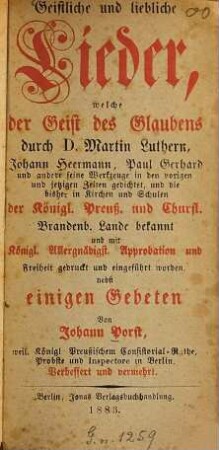 Geistliche und liebliche
Lieder,
welche
der Geist des Glaubens
durch D. Martin Luthern,
Johann Heermann, Paul Gerhard
und andere seine Werkzeuge in den vorigen
und jetzigen Zeiten gedichtet, und die
bisher in Kirchen und Schulen
der Königl. Preuß. und Churfl.
Brandenb. Lande bekannt
und mit
Königl. Allergnädigst. Approbation und
Freiheit gedruckt und eingeführt worden
nebst
einigen Gebeten
Von
Johann Porst,
weil. Königl Preußischem Consistorial-Rathe,
Probste und Inspectore in Berlin.
Verbessert und vermehrt.
Berlin, Jonas Verlagsbuchhandlung.
1883.
G. n. 1259